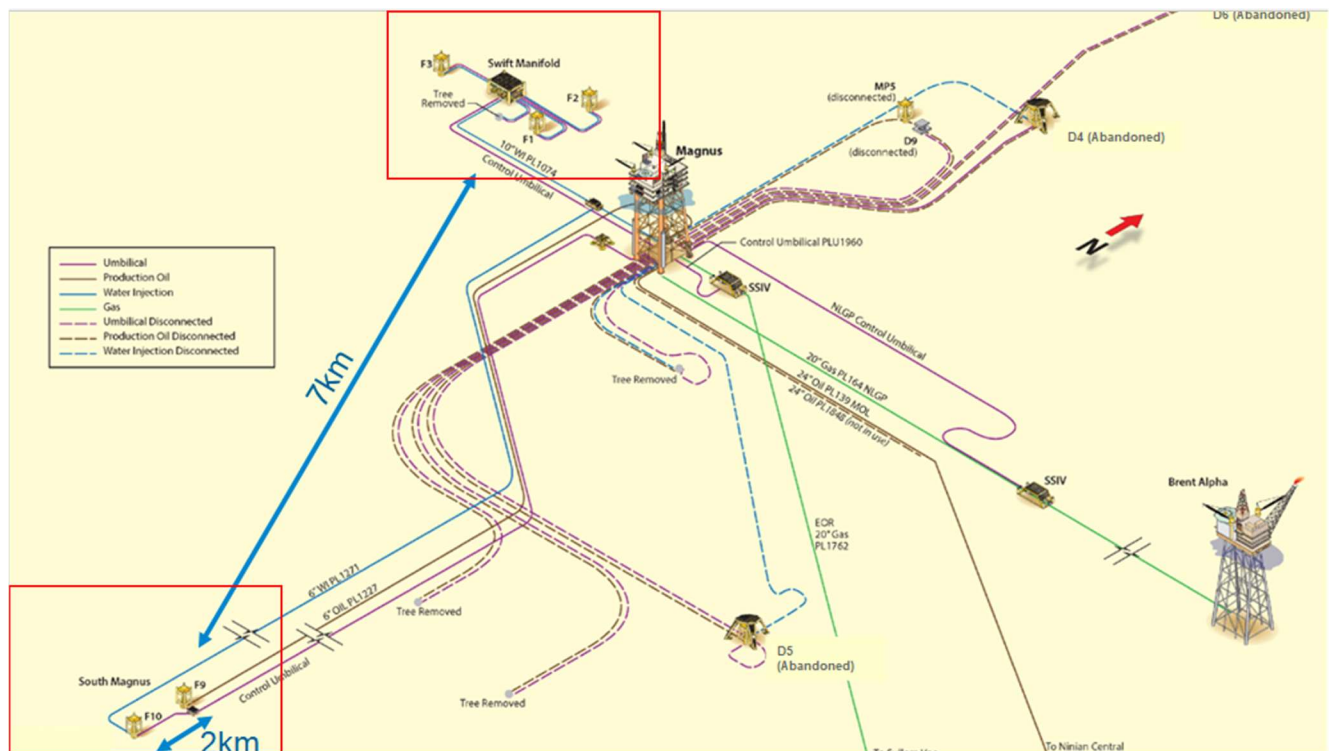 D6 (Abandoned)
F3
Swift Manifold
Tree
Removed
F2
F1
MP5
(disconnected)
D9
(disconnected)
D4 (Abandoned)
Magnus
10" WI PL1074
Control Umbilical
N
Control Umbilical PLU1960
SSIV
NLGP Control Umbilical
Umbilical
Production Oil
Water Injection
Gas
Umbilical Disconnected
Production Oil Disconnected
Water Injection Disconnected
7km
Tree Removed
20" Gas PL164 NLGP
24" Oil PL139 MOL
24" Oil PL1848 (not in use)
SSIV
Brent Alpha
EOR
20" Gas
PL1762
6" WI PL1271
6" OIL PL1227
Control Umbilical
Tree Removed
D5
(Abandoned)
South Magnus
F9
F10
Tree Removed
2km
To Ninian Central